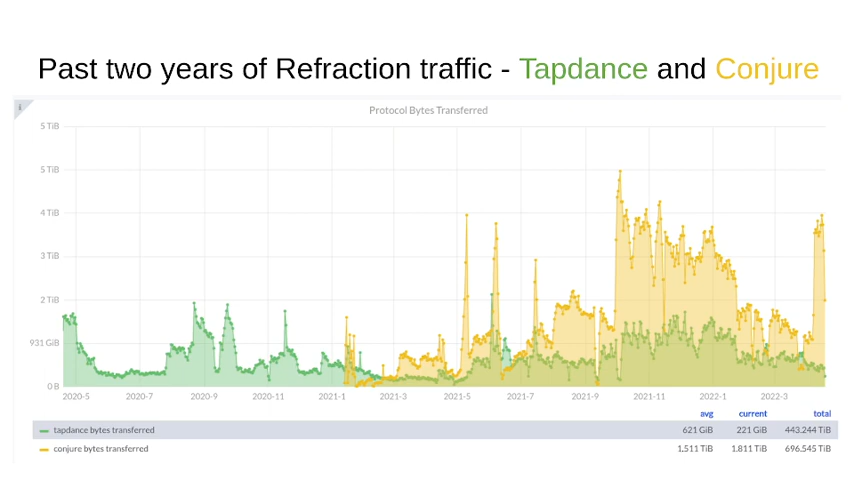 Past two years of Refraction traffic - Tapdance and Conjure
i
Protocol Bytes Transferred
5 TiB
5 TiB
4 TiB
3 TiB
2 TiB
931 GiB
0 B
2020-5 2020-7 2020-9 2020-11 2021-1 2021-3 2021-5 2021-7 2021-9 2021-11 2022-1 2022-3
avg current total
tapdance bytes transferred 621 GiB 221 GiB 443.244 TiB
conjure bytes transferred 1.511 TiB 1.811 TiB 696.545 TiB